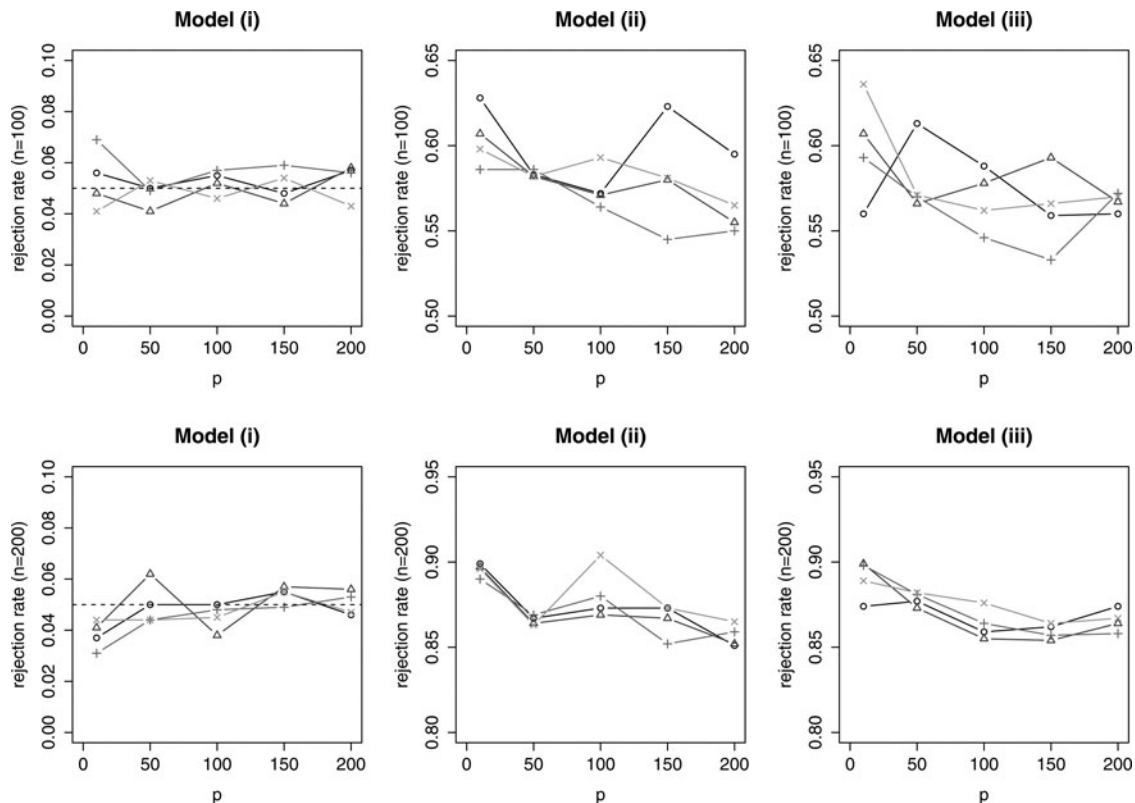 Model (i)
rejection rate (n=100)
0.00 0.02 0.04 0.06 0.08 0.10
0 50 100 150 200
p
Model (ii)
rejection rate (n=100)
0.50 0.55 0.60 0.65
0 50 100 150 200
p
Model (iii)
rejection rate (n=100)
0.50 0.55 0.60 0.65
0 50 100 150 200
p
Model (i)
rejection rate (n=200)
0.00 0.02 0.04 0.06 0.08 0.10
0 50 100 150 200
p
Model (ii)
rejection rate (n=200)
0.80 0.85 0.90 0.95
0 50 100 150 200
p
Model (iii)
rejection rate (n=200)
0.80 0.85 0.90 0.95
0 50 100 150 200
p